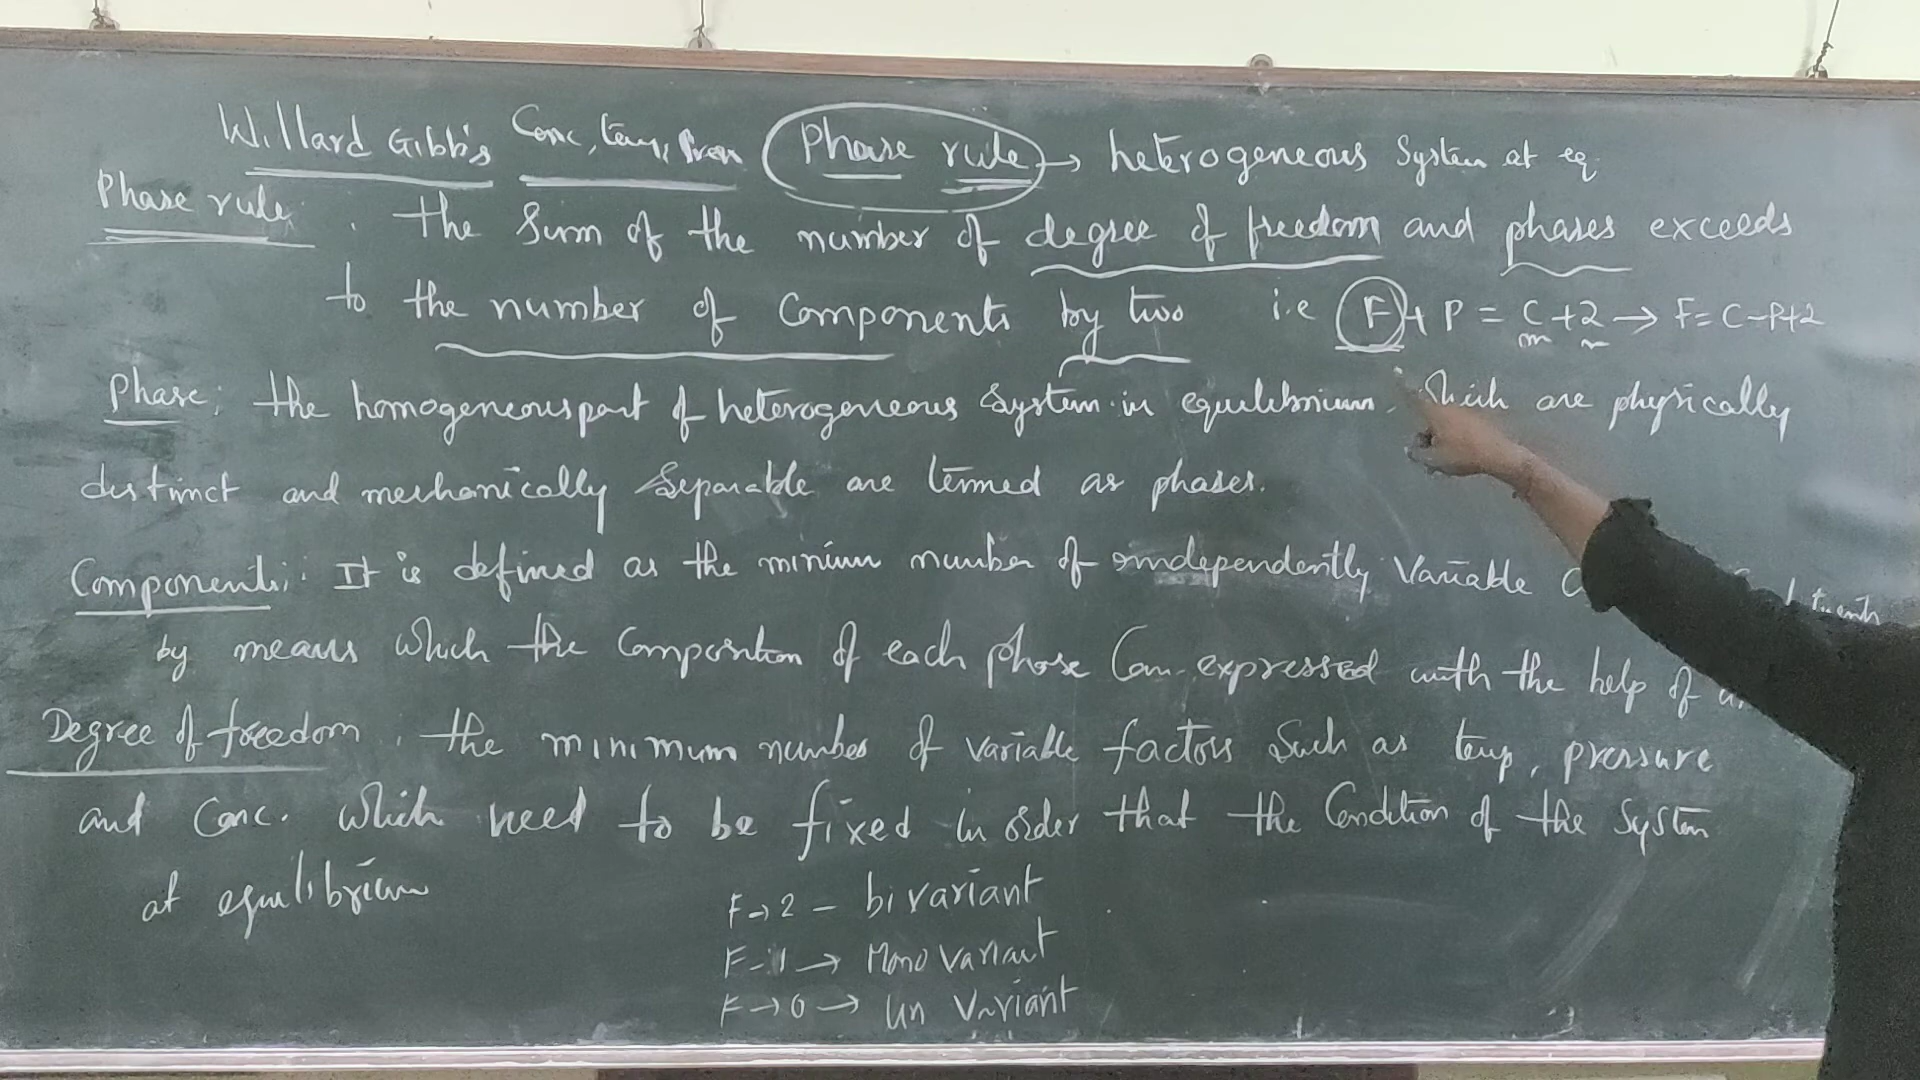 Willard Gibb's Conc, temp, Pressure Phase rule → heterogeneous System at eq
Phase rule: The Sum of the number of degree of freedom and phases exceeds
to the number of Components by two i.e F + P = C + 2 → F = C - P + 2
Phase: The homogeneous part of heterogeneous System in equilibrium, which are physically
distinct and mechanically Separable are termed as phases.
Components: It is defined as the minium number of independently Variable
by means which the Composition of each phase Can expressed with the help of
Degree of freedom. The minimum number of variable factors Such as temp, pressure
and Conc. which need to be fixed in order that the Condition of the System
at equilibrium
F → 2 - bivariant
F = 1 → Mono variant
F → 0 → Un Variant